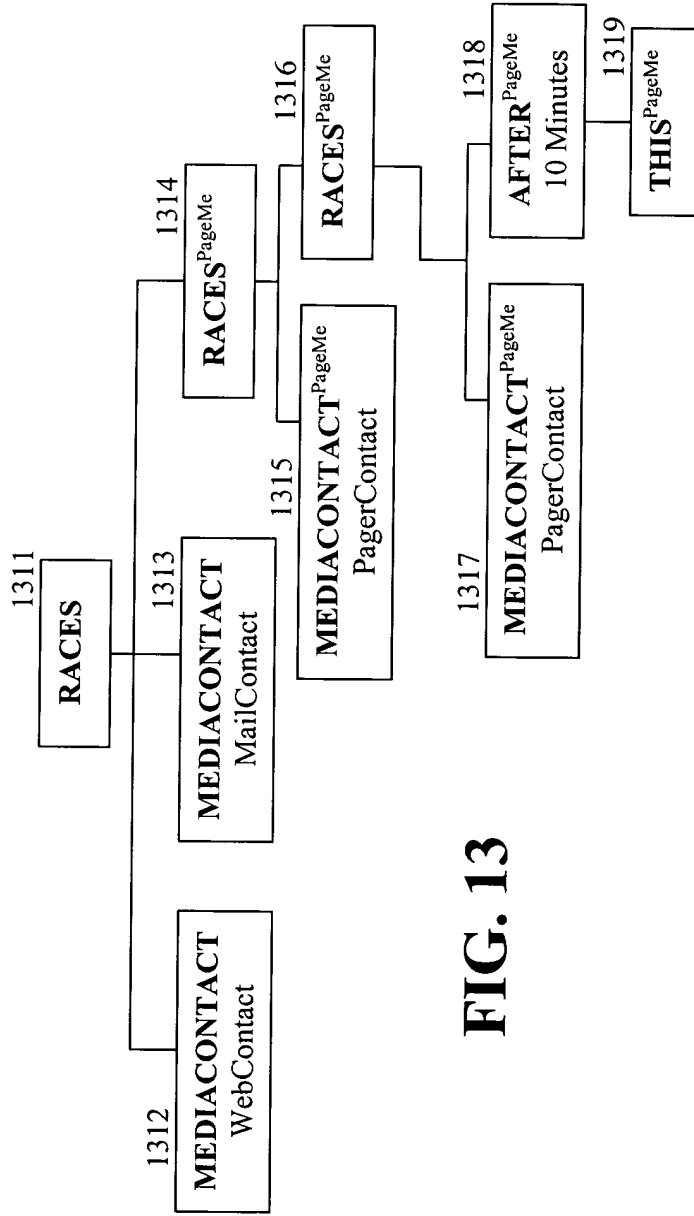 1311
RACES
1312
MEDIACONTACT
WebContact
1313
MEDIACONTACT
MailContact
1314
RACES^PageMe
1315
MEDIACONTACT^PageMe
PagerContact
1316
RACES^PageMe
1317
MEDIACONTACT^PageMe
PagerContact
1318
AFTER^PageMe
10 Minutes
1319
THIS^PageMe
FIG. 13